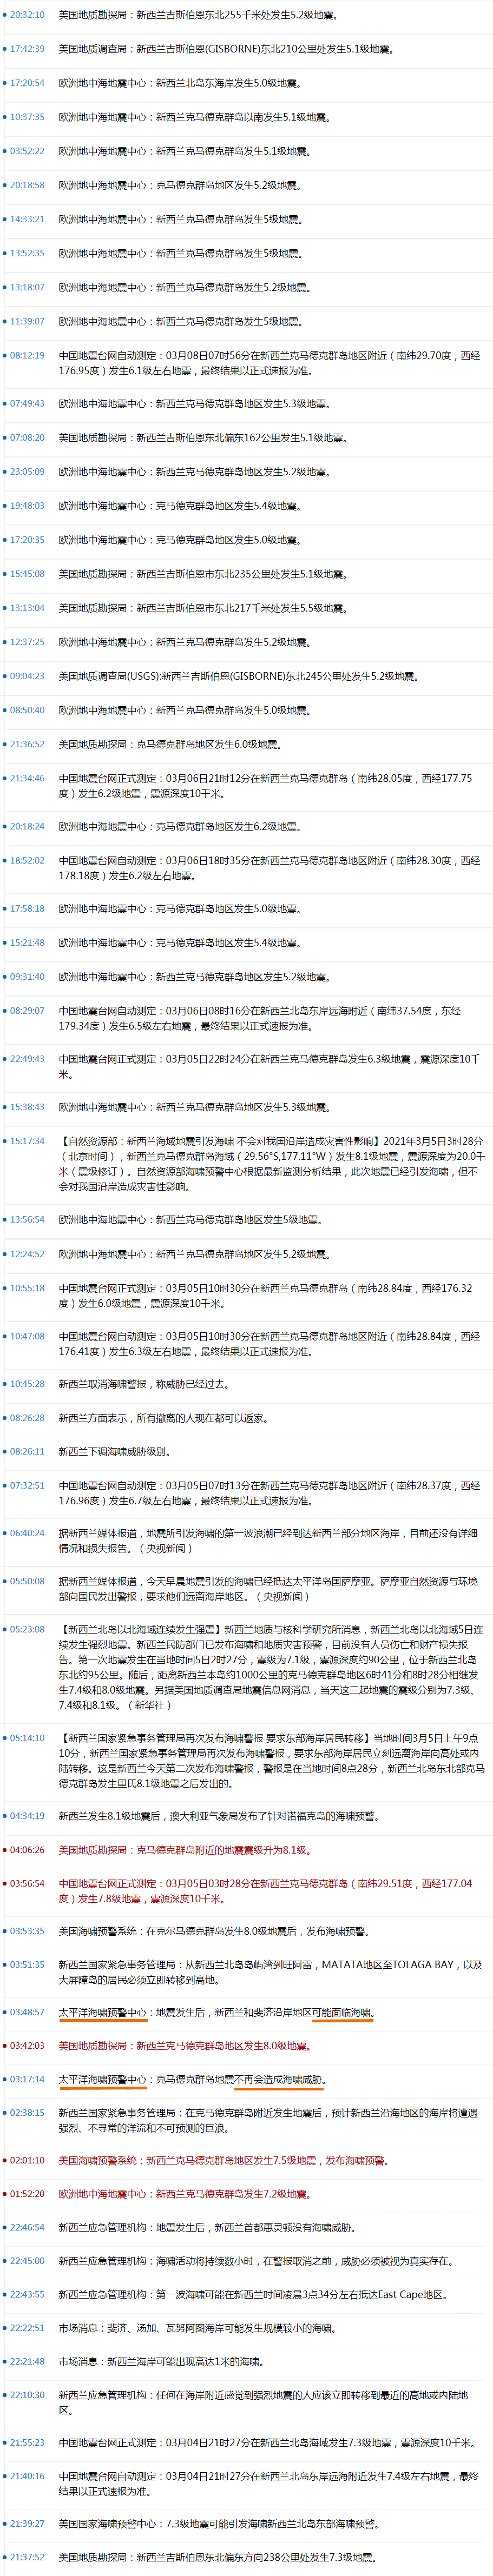 20:32:10 美国地质勘探局：新西兰吉斯伯恩东北255千米处发生5.2级地震。
17:42:39 美国地质调查局：新西兰吉斯伯恩(GISBORNE)东北210公里处发生5.1级地震。
17:20:54 欧洲地中海地震中心：新西兰北岛东海岸发生5.0级地震。
10:37:35 欧洲地中海地震中心：新西兰克马德克群岛以南发生5.1级地震。
03:52:22 欧洲地中海地震中心：新西兰克马德克群岛发生5.1级地震。
20:18:58 欧洲地中海地震中心：克马德克群岛地区发生5.2级地震。
14:33:21 欧洲地中海地震中心：新西兰克马德克群岛发生5级地震。
13:52:35 欧洲地中海地震中心：新西兰克马德克群岛发生5级地震。
13:18:07 欧洲地中海地震中心：新西兰克马德克群岛发生5.2级地震。
11:39:07 欧洲地中海地震中心：新西兰克马德克群岛发生5级地震。
08:12:19 中国地震台网自动测定：03月08日07时56分在新西兰克马德克群岛地区附近（南纬29.70度，西经
176.95度）发生6.1级左右地震，最终结果以正式速报为准。
07:49:43 欧洲地中海地震中心：新西兰克马德克群岛地区发生5.3级地震。
07:08:20 美国地质勘探局：新西兰吉斯伯恩东北偏东162公里发生5.1级地震。
23:05:09 欧洲地中海地震中心：新西兰克马德克群岛地区发生5.2级地震。
19:48:03 欧洲地中海地震中心：克马德克群岛地区发生5.4级地震。
17:20:35 欧洲地中海地震中心：克马德克群岛地区发生5.0级地震。
15:45:08 美国地质勘探局：新西兰吉斯伯恩市东北235公里处发生5.1级地震。
13:13:04 美国地质勘探局：新西兰吉斯伯恩市东北217千米处发生5.5级地震。
12:37:25 欧洲地中海地震中心：新西兰克马德克群岛发生5.2级地震。
09:04:23 美国地质调查局(USGS):新西兰吉斯伯恩(GISBORNE)东北245公里处发生5.2级地震。
08:50:40 欧洲地中海地震中心：新西兰克马德克群岛发生5.0级地震。
21:36:52 美国地质勘探局：克马德克群岛地区发生6.0级地震。
21:34:46 中国地震台网正式测定：03月06日21时12分在新西兰克马德克群岛（南纬28.05度，西经177.75
度）发生6.2级地震，震源深度10千米。
20:18:24 欧洲地中海地震中心：克马德克群岛地区发生6.2级地震。
18:52:02 中国地震台网自动测定：03月06日18时35分在新西兰克马德克群岛地区附近（南纬28.30度，西经
178.18度）发生6.2级左右地震。
17:58:18 欧洲地中海地震中心：克马德克群岛地区发生5.0级地震。
15:21:48 欧洲地中海地震中心：克马德克群岛地区发生5.4级地震。
09:31:40 欧洲地中海地震中心：新西兰克马德克群岛地区发生5.2级地震。
08:29:07 中国地震台网自动测定：03月06日08时16分在新西兰北岛东岸远海附近（南纬37.54度，东经
179.34度）发生6.5级左右地震，最终结果以正式速报为准。
22:49:43 中国地震台网正式测定：03月05日22时24分在新西兰克马德克群岛发生6.3级地震，震源深度10千
米。
15:38:43 欧洲地中海地震中心：新西兰克马德克群岛地区发生5.3级地震。
15:17:34 【自然资源部：新西兰海域地震引发海啸 不会对我国沿岸造成灾害性影响】2021年3月5日3时28分
（北京时间），新西兰克马德克群岛海域（29.56°S,177.11°W）发生8.1级地震，震源深度为20.0千
米（震级修订）。自然资源部海啸预警中心根据最新监测分析结果，此次地震已经引发海啸，但不
会对我国沿岸造成灾害性影响。
13:56:54 欧洲地中海地震中心：新西兰克马德克群岛地区发生5级地震。
12:24:52 欧洲地中海地震中心：新西兰克马德克群岛地区发生5.2级地震。
10:55:18 中国地震台网正式测定：03月05日10时30分在新西兰克马德克群岛（南纬28.84度，西经176.32
度）发生6.0级地震，震源深度10千米。
10:47:08 中国地震台网自动测定：03月05日10时30分在新西兰克马德克群岛地区附近（南纬28.84度，西经
176.41度）发生6.3级左右地震，最终结果以正式速报为准。
10:45:28 新西兰取消海啸警报，称威胁已经过去。
08:26:28 新西兰方面表示，所有撤离的人现在都可以返家。
08:26:11 新西兰下调海啸威胁级别。
07:32:51 中国地震台网自动测定：03月05日07时13分在新西兰克马德克群岛地区附近（南纬28.37度，西经
176.96度）发生6.7级左右地震，最终结果以正式速报为准。
06:40:24 据新西兰媒体报道，地震所引发海啸的第一波浪潮已经到达新西兰部分地区海岸，目前还没有详细
情况和损失报告。（央视新闻）
05:50:08 据新西兰媒体报道，今天早晨地震引发的海啸已经抵达太平洋岛国萨摩亚。萨摩亚自然资源与环境
部向国民发出警报，要求他们远离海岸地区。（央视新闻）
05:23:08 【新西兰北岛以北海域连续发生强震】新西兰地质与核科学研究所消息，新西兰北岛以北海域5日连
续发生强烈地震。新西兰民防部门已发布海啸和地质灾害预警，目前没有人员伤亡和财产损失报
告。第一次地震发生在当地时间5日2时27分，震级为7.1级，震源深度约90公里，位于新西兰北岛
东北约95公里。随后，距离新西兰本岛约1000公里的克马德克群岛地区6时41分和8时28分相继发
生7.4级和8.0级地震。另据美国地质调查局地震信息网消息，当天这三起地震的震级分别为7.3级、
7.4级和8.1级。（新华社）
05:14:10 【新西兰国家紧急事务管理局再次发布海啸警报 要求东部海岸居民转移】当地时间3月5日上午9点
10分，新西兰国家紧急事务管理局再次发布海啸警报，要求东部海岸居民立刻远离海岸向高处或内
陆转移。这是新西兰今天第二次发布海啸警报，警报是在当地时间8点28分，新西兰北岛东北部克马
德克群岛发生里氏8.1级地震之后发出的。
04:34:19 新西兰发生8.1级地震后，澳大利亚气象局发布了针对诺福克岛的海啸预警。
04:06:26 美国地质勘探局：克马德克群岛附近的地震震级升为8.1级。
03:56:54 中国地震台网正式测定：03月05日03时28分在新西兰克马德克群岛（南纬29.51度，西经177.04
度）发生7.8级地震，震源深度10千米。
03:53:35 美国海啸预警系统：在克尔马德克群岛发生8.0级地震后，发布海啸预警。
03:51:35 新西兰国家紧急事务管理局：从新西兰北岛岛屿湾到旺阿雷，MATATA地区至TOLAGA BAY，以及
大屏障岛的居民必须立即转移到高地。
03:48:57 太平洋海啸预警中心：地震发生后，新西兰和斐济沿岸地区可能面临海啸。
03:42:03 美国地质勘探局：新西兰克马德克群岛地区发生8.0级地震。
03:17:14 太平洋海啸预警中心：克马德克群岛地震不再会造成海啸威胁。
02:38:15 新西兰国家紧急事务管理局：在克马德克群岛附近发生地震后，预计新西兰沿海地区的海岸将遭遇
强烈、不寻常的洋流和不可预测的巨浪。
02:01:10 美国海啸预警系统：新西兰克马德克群岛地区发生7.5级地震，发布海啸预警。
01:52:20 欧洲地中海地震中心：新西兰克马德克群岛发生7.2级地震。
22:46:54 新西兰应急管理机构：地震发生后，新西兰首都惠灵顿没有海啸威胁。
22:45:00 新西兰应急管理机构：海啸活动将持续数小时，在警报取消之前，威胁必须被视为真实存在。
22:43:55 新西兰应急管理机构：第一波海啸可能在新西兰时间凌晨3点34分左右抵达East Cape地区。
22:22:51 市场消息：斐济、汤加、瓦努阿图海岸可能发生规模较小的海啸。
22:21:48 市场消息：新西兰海岸可能出现高达1米的海啸。
22:10:30 新西兰应急管理机构：任何在海岸附近感觉到强烈地震的人应该立即转移到最近的高地或内陆地
区。
21:55:23 中国地震台网正式测定：03月04日21时27分在新西兰北岛海域发生7.3级地震，震源深度10千米。
21:40:16 中国地震台网自动测定：03月04日21时27分在新西兰北岛东岸远海附近发生7.4级左右地震，最终
结果以正式速报为准。
21:39:27 美国国家海啸预警中心：7.3级地震可能引发海啸新西兰北岛东部海啸预警。
21:37:52 美国地质勘探局：新西兰吉斯伯恩东北偏东方向238公里处发生7.3级地震。